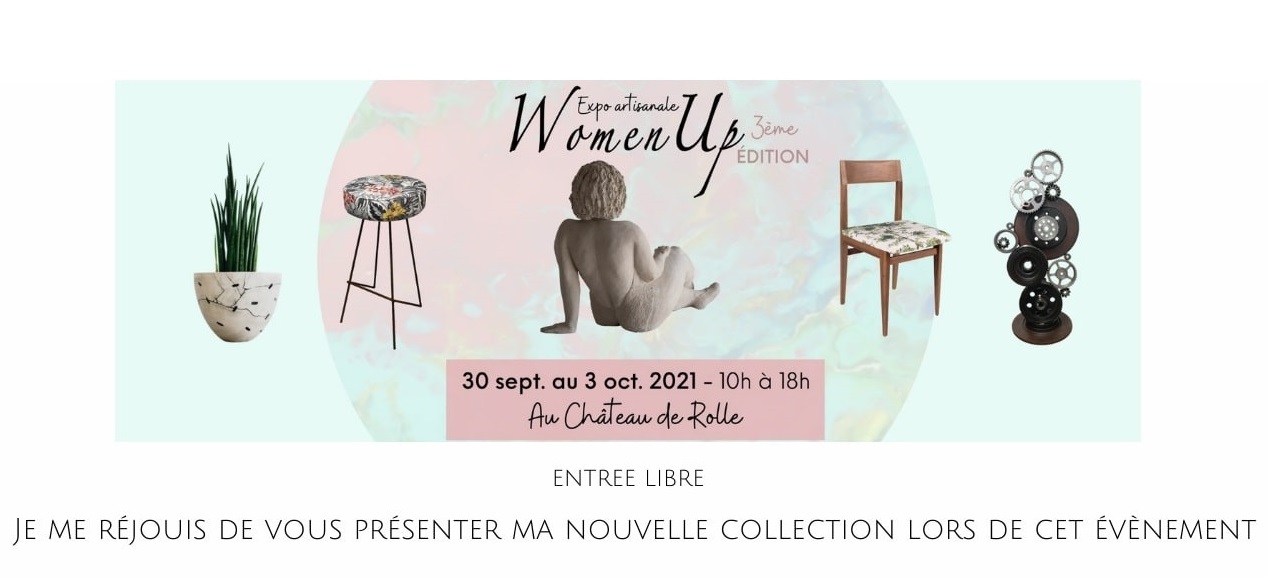 Expo artisanale
Women Up
3ème
ÉDITION
30 sept. au 3 oct. 2021 - 10h à 18h
Au Château de Rolle
ENTREE LIBRE
JE ME RÉJOUIS DE VOUS PRÉSENTER MA NOUVELLE COLLECTION LORS DE CET ÉVÈNEMENT